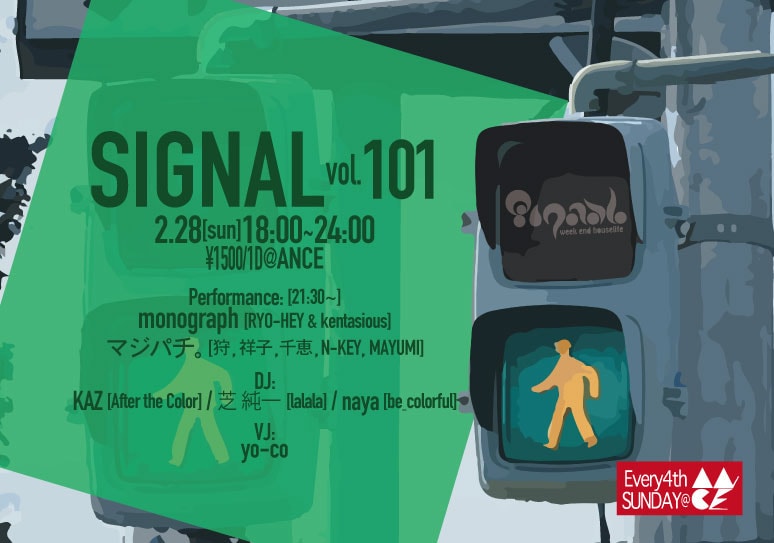 SIGNAL vol. 101
2.28[sun]18:00~24:00
¥1500/1D@ANCE
Performance: [21:30~]
monograph [RYO-HEY & kentasious]
マジパチ。[狩, 祥子, 千恵, N-KEY, MAYUMI]
DJ:
KAZ [After the Color] / 芝 純一 [lalala] / naya [be_colorful]
VJ:
yo-co
signal
week end houselife
Every4th
SUNDAY@